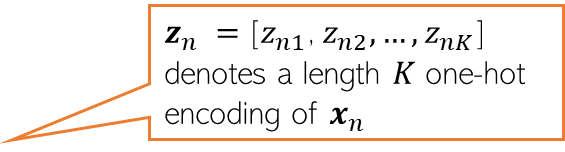 𝒛ₙ = [zₙ₁, zₙ₂, …, zₙₖ]
denotes a length K one-hot
encoding of 𝒙ₙ